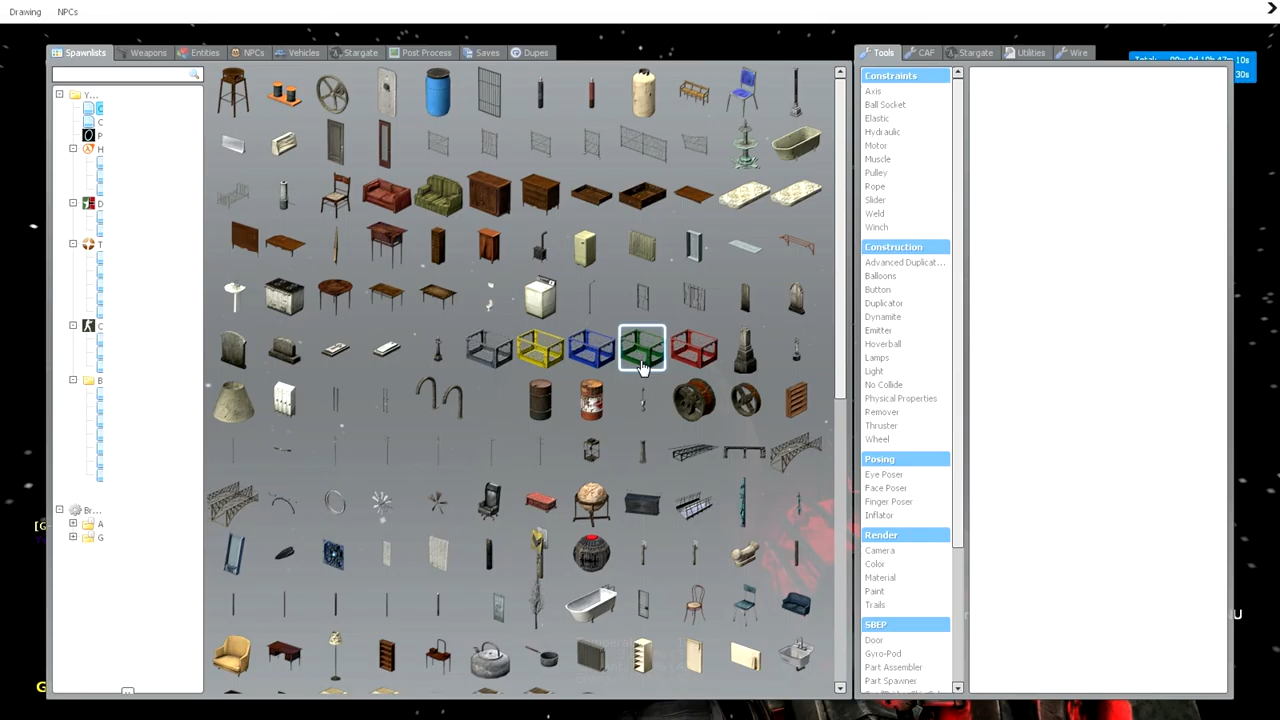 Drawing NPCs
Spawnlists Weapons Entities NPCs Vehicles Stargate Post Process Saves Dupes
Tools CAF Stargate Utilities Wire
30s
Y...
C
C
P
H
D
T
C
B
Br...
A
G
Constraints
Axis
Ball Socket
Elastic
Hydraulic
Motor
Muscle
Pulley
Rope
Slider
Weld
Winch
Construction
Advanced Duplicat...
Balloons
Button
Duplicator
Dynamite
Emitter
Hoverball
Lamps
Light
No Collide
Physical Properties
Remover
Thruster
Wheel
Posing
Eye Poser
Face Poser
Finger Poser
Inflator
Render
Camera
Color
Material
Paint
Trails
SBEP
Door
Gyro-Pod
Part Assembler
Part Spawner